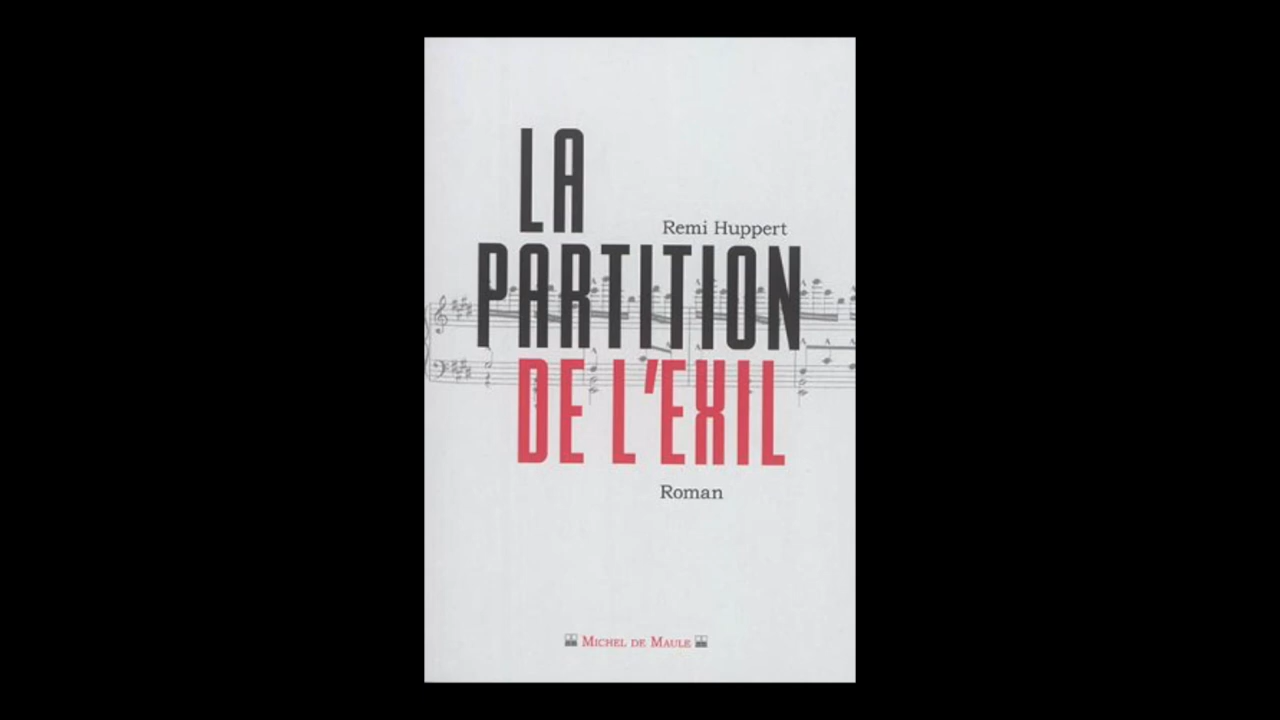 LA
Remi Huppert
PARTITION
DE L'EXIL
Roman
MICHEL DE MAULE